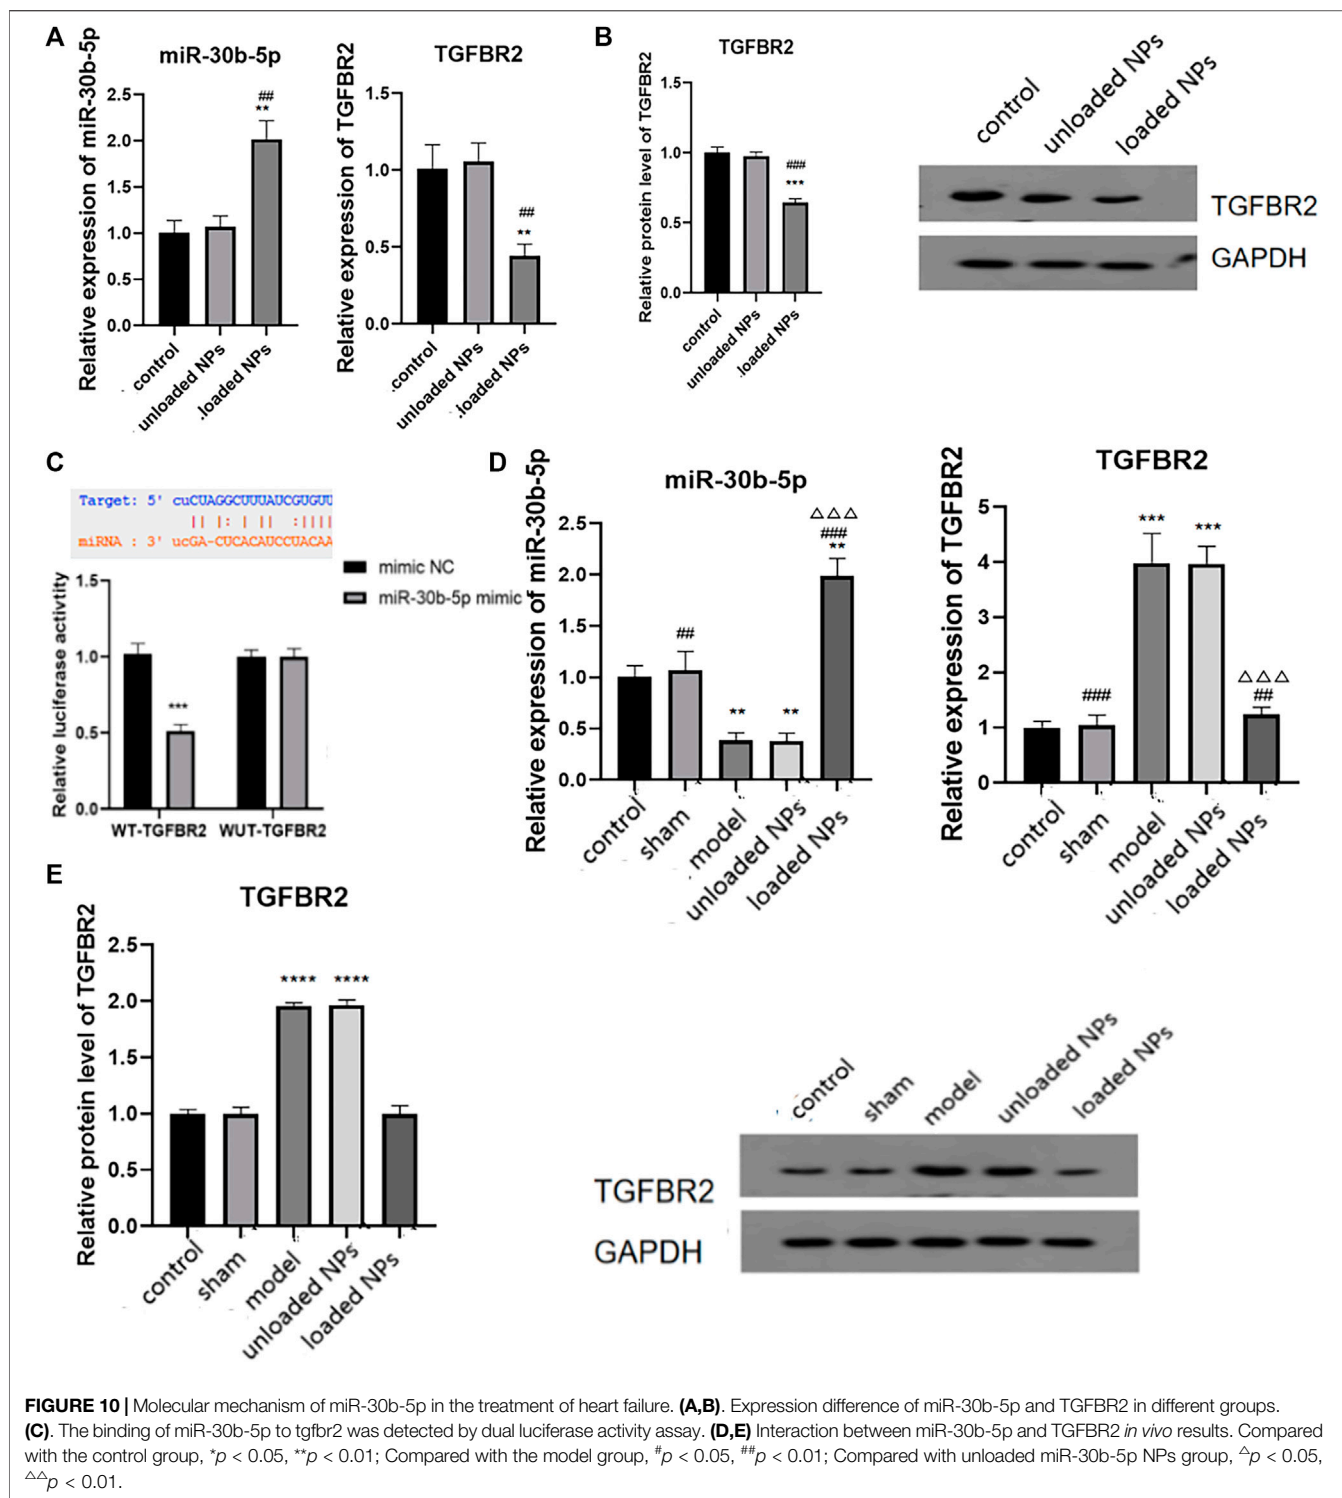 A
miR-30b-5p
Relative expression of miR-30b-5p
2.5
2.0
1.5
1.0
0.5
0.0
##
**
control
unloaded NPs
loaded NPs
TGFBR2
Relative expression of TGFBR2
1.5
1.0
0.5
0.0
##
**
control
unloaded NPs
loaded NPs
B
TGFBR2
Relative protein level of TGFBR2
1.5
1.0
0.5
0.0
###
***
control
unloaded NPs
loaded NPs
control
unloaded NPs
loaded NPs
TGFBR2
GAPDH
C
Target: 5' cuCUAGGCUUUAUCGUGUU
|| |: | || :||||
miRNA : 3' ucGA-CUCACAUCCUACAA
mimic NC
miR-30b-5p mimic
Relative luciferase activtity
1.5
1.0
0.5
0.0
***
WT-TGFBR2
WUT-TGFBR2
D
miR-30b-5p
Relative expression of miR-30b-5p
2.5
2.0
1.5
1.0
0.5
0.0
##
**
**
△△△
###
**
control
sham
model
unloaded NPs
loaded NPs
TGFBR2
Relative expression of TGFBR2
5
4
3
2
1
0
###
***
***
△△△
##
control
sham
model
unloaded NPs
loaded NPs
E
TGFBR2
Relative protein level of TGFBR2
2.5
2.0
1.5
1.0
0.5
0.0
****
****
control
sham
model
unloaded NPs
loaded NPs
control
sham
model
unloaded NPs
loaded NPs
TGFBR2
GAPDH
FIGURE 10 | Molecular mechanism of miR-30b-5p in the treatment of heart failure. (A,B). Expression difference of miR-30b-5p and TGFBR2 in different groups.
(C). The binding of miR-30b-5p to tgfbr2 was detected by dual luciferase activity assay. (D,E) Interaction between miR-30b-5p and TGFBR2 in vivo results. Compared
with the control group, *p < 0.05, **p < 0.01; Compared with the model group, #p < 0.05, ##p < 0.01; Compared with unloaded miR-30b-5p NPs group, △p < 0.05,
△△p < 0.01.